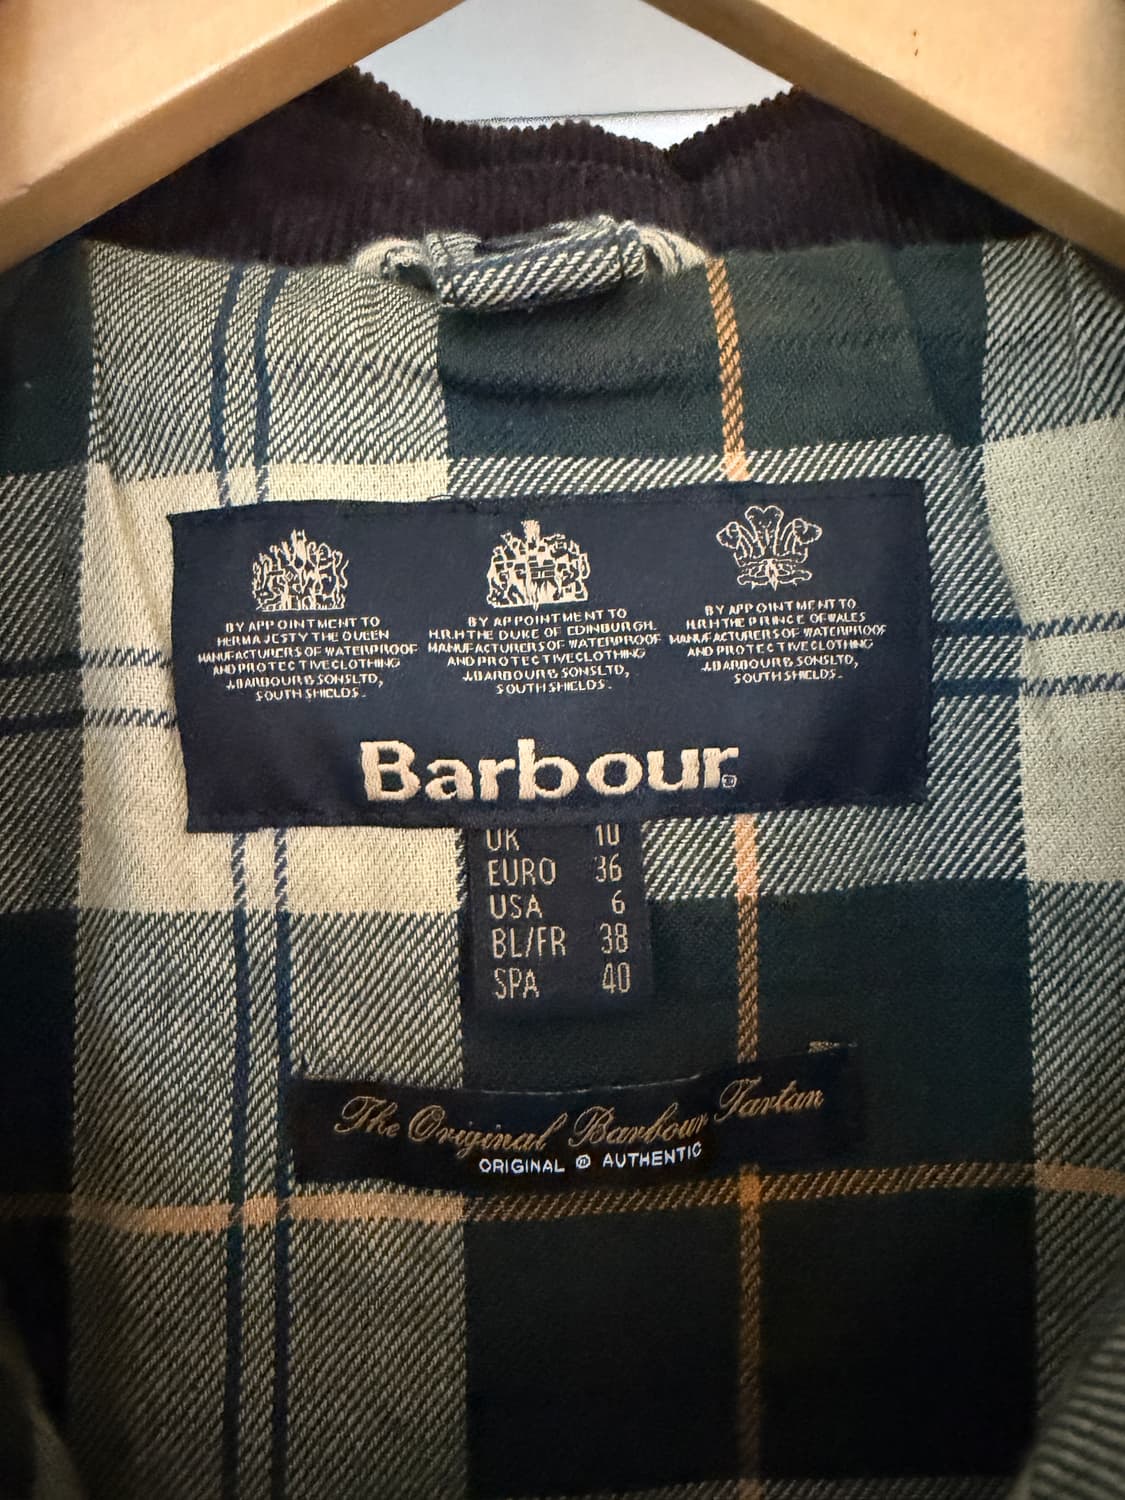 BY APPOINTMENT TO
HER MAJESTY THE QUEEN
MANUFACTURERS OF WATERPROOF
AND PROTECTIVE CLOTHING
J.BARBOUR & SONS LTD,
SOUTH SHIELDS.
BY APPOINTMENT TO
H.R.H THE DUKE OF EDINBURGH.
MANUFACTURERS OF WATERPROOF
AND PROTECTIVE CLOTHING
J.BARBOUR & SONS LTD,
SOUTH SHIELDS.
BY APPOINTMENT TO
H.R.H THE PRINCE OF WALES
MANUFACTURERS OF WATERPROOF
AND PROTECTIVE CLOTHING
J.BARBOUR & SONS LTD,
SOUTH SHIELDS.
Barbour®
UK 10
EURO 36
USA 6
BL/FR 38
SPA 40
The Original Barbour Tartan
ORIGINAL ® AUTHENTIC